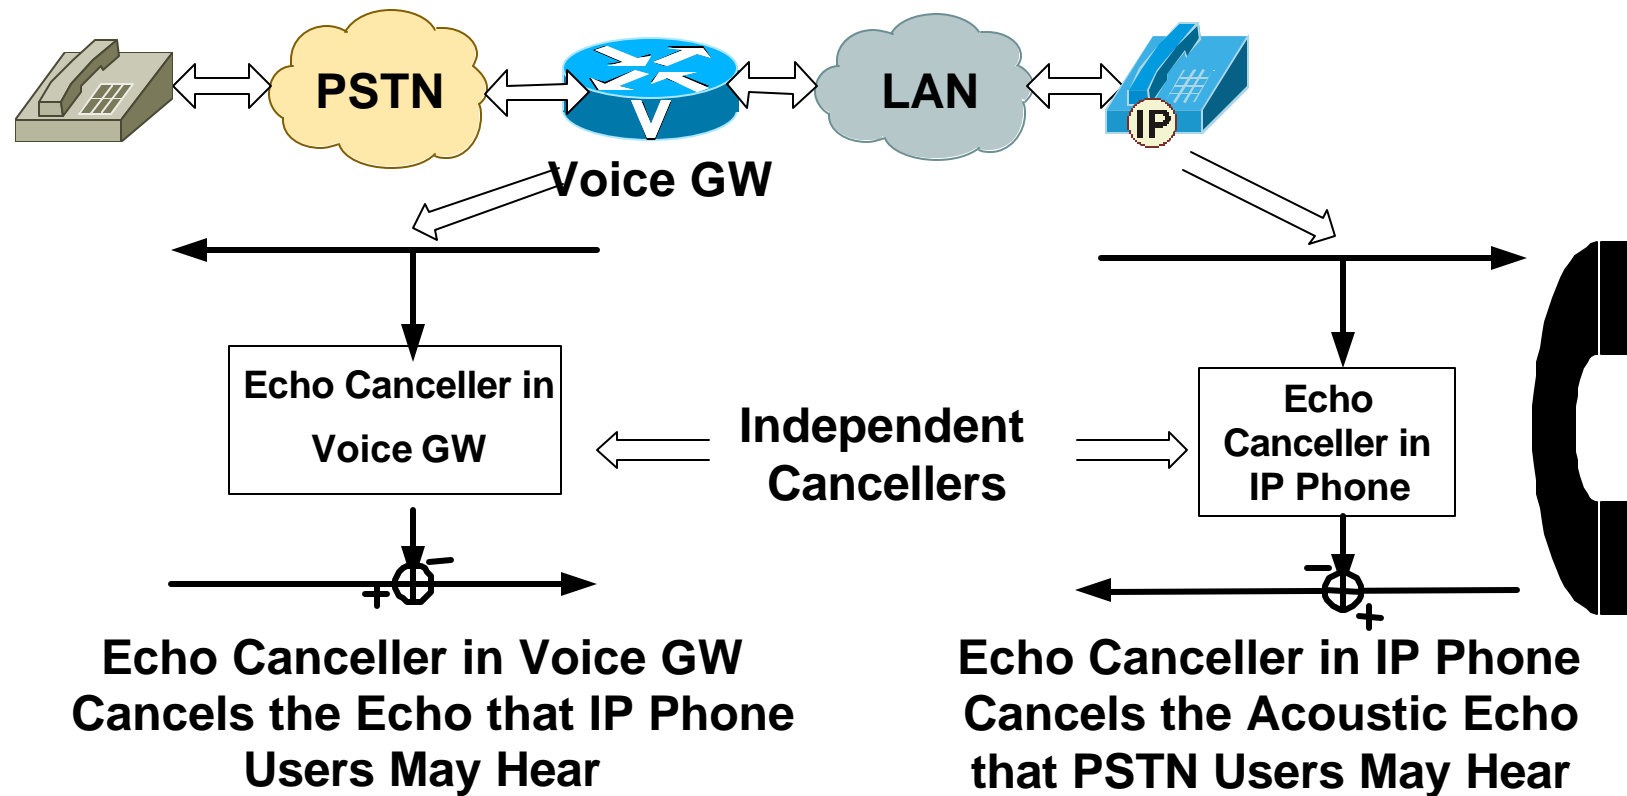 PSTN
V
LAN
IP
Voice GW
Echo Canceller in
Voice GW
Independent
Cancellers
Echo
Canceller in
IP Phone
-
+
-
+
Echo Canceller in Voice GW
Cancels the Echo that IP Phone
Users May Hear
Echo Canceller in IP Phone
Cancels the Acoustic Echo
that PSTN Users May Hear